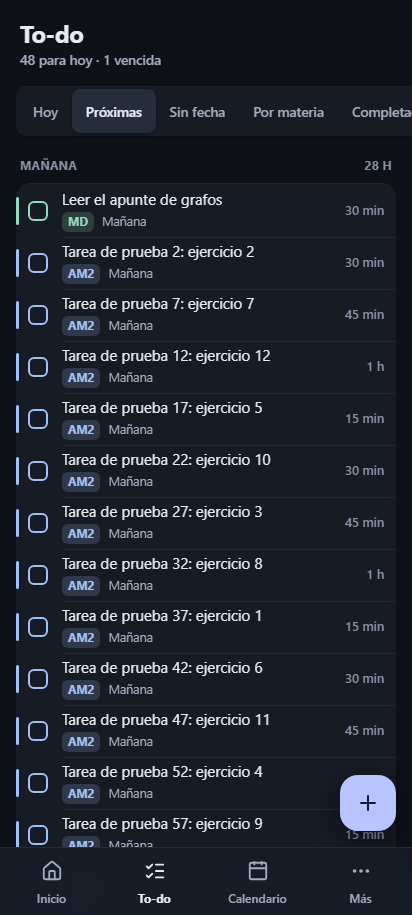 To-do
48 para hoy · 1 vencida
Hoy Próximas Sin fecha Por materia Completa
MAÑANA 28 H
Leer el apunte de grafos
30 min
MD Mañana
Tarea de prueba 2: ejercicio 2
30 min
AM2 Mañana
Tarea de prueba 7: ejercicio 7
45 min
AM2 Mañana
Tarea de prueba 12: ejercicio 12
1 h
AM2 Mañana
Tarea de prueba 17: ejercicio 5
15 min
AM2 Mañana
Tarea de prueba 22: ejercicio 10
30 min
AM2 Mañana
Tarea de prueba 27: ejercicio 3
45 min
AM2 Mañana
Tarea de prueba 32: ejercicio 8
1 h
AM2 Mañana
Tarea de prueba 37: ejercicio 1
15 min
AM2 Mañana
Tarea de prueba 42: ejercicio 6
30 min
AM2 Mañana
Tarea de prueba 47: ejercicio 11
45 min
AM2 Mañana
Tarea de prueba 52: ejercicio 4
AM2 Mañana
Tarea de prueba 57: ejercicio 9
15 min
AM2 Mañana
Inicio To-do Calendario Más